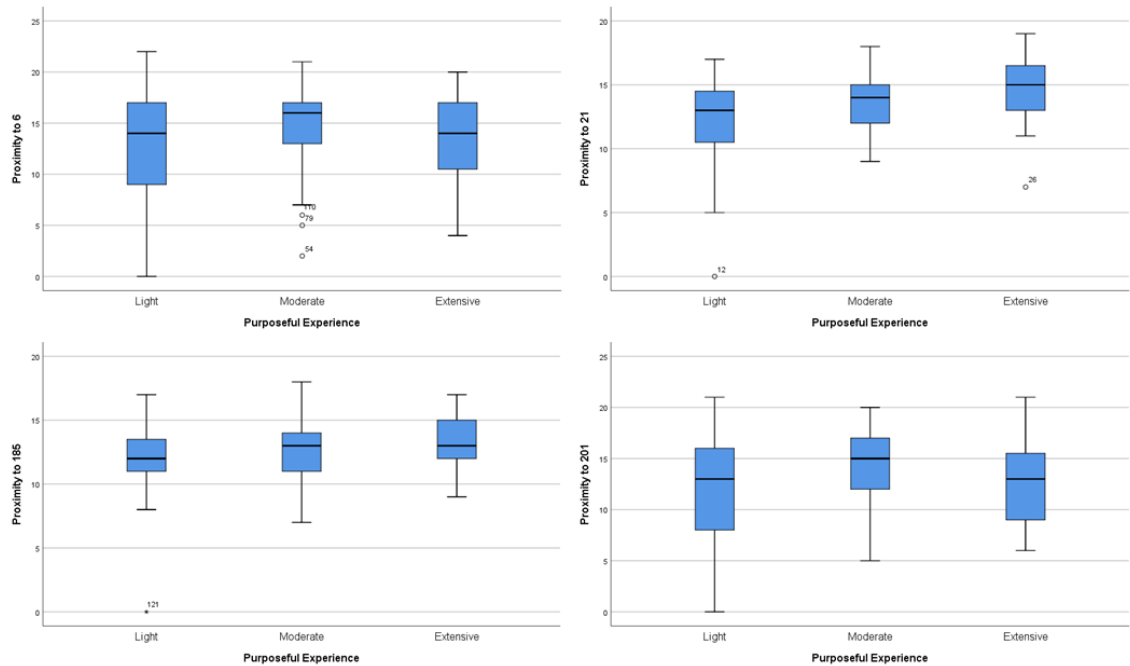 Proximity to 6
25
20
15
10
5
0
110
79
54
Light
Moderate
Extensive
Purposeful Experience
Proximity to 21
20
15
10
5
0
12
26
Light
Moderate
Extensive
Purposeful Experience
Proximity to 185
20
15
10
5
0
121
Light
Moderate
Extensive
Purposeful Experience
Proximity to 201
25
20
15
10
5
0
Light
Moderate
Extensive
Purposeful Experience